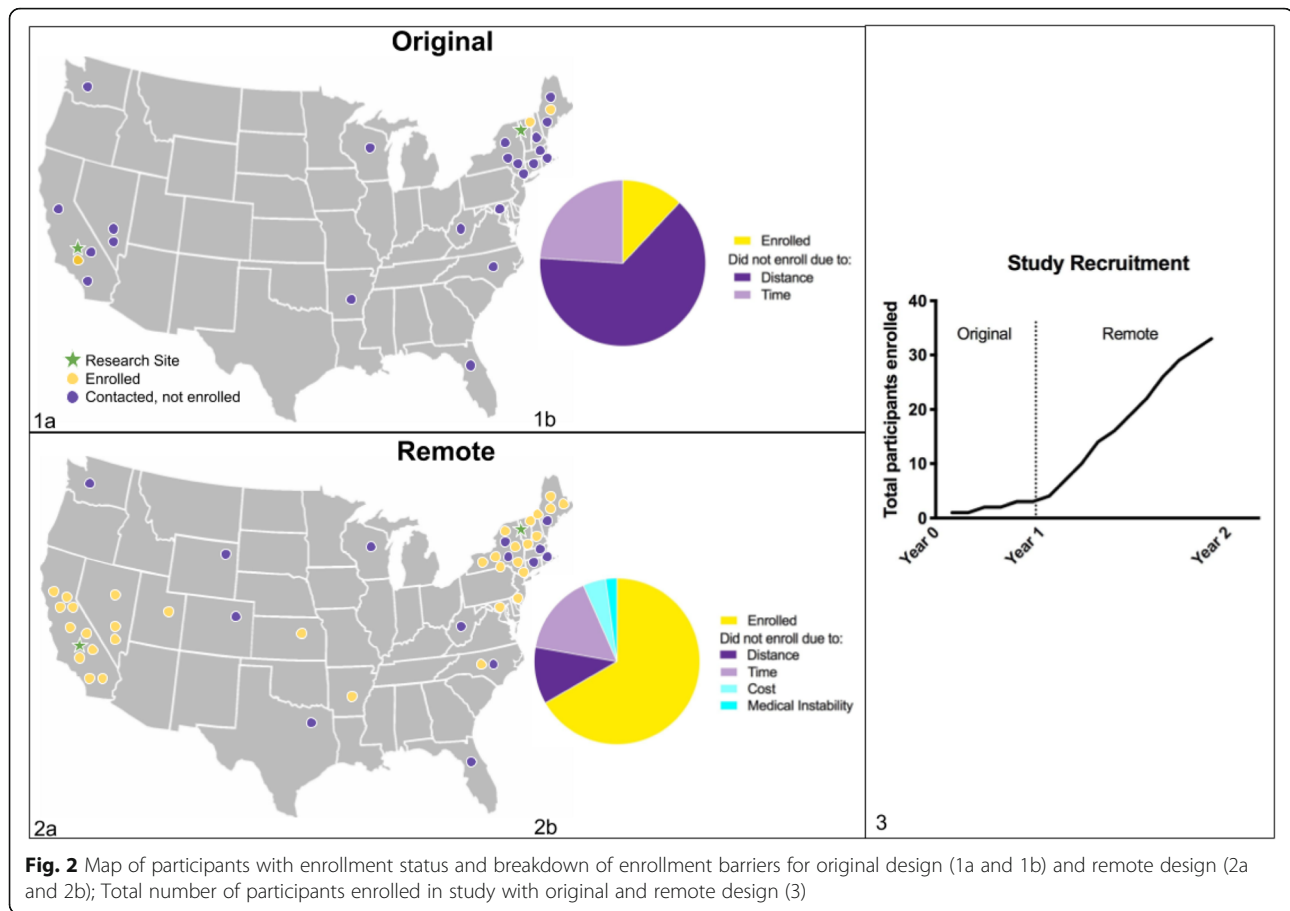 Original
Research Site
Enrolled
Contacted, not enrolled
1a
Enrolled
Did not enroll due to:
Distance
Time
1b
Remote
2a
Enrolled
Did not enroll due to:
Distance
Time
Cost
Medical Instability
2b
Study Recruitment
Total participants enrolled
40
30
20
10
0
Original
Remote
Year 0
Year 1
Year 2
3
Fig. 2 Map of participants with enrollment status and breakdown of enrollment barriers for original design (1a and 1b) and remote design (2a
and 2b); Total number of participants enrolled in study with original and remote design (3)